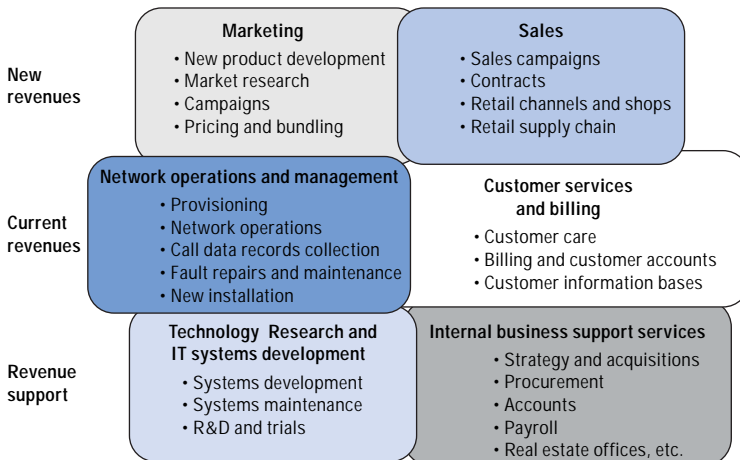 Marketing
• New product development
• Market research
• Campaigns
• Pricing and bundling
Sales
• Sales campaigns
• Contracts
• Retail channels and shops
• Retail supply chain
New
revenues
Network operations and management
• Provisioning
• Network operations
• Call data records collection
• Fault repairs and maintenance
• New installation
Customer services
and billing
• Customer care
• Billing and customer accounts
• Customer information bases
Current
revenues
Technology Research and
IT systems development
• Systems development
• Systems maintenance
• R&D and trials
Internal business support services
• Strategy and acquisitions
• Procurement
• Accounts
• Payroll
• Real estate offices, etc.
Revenue
support